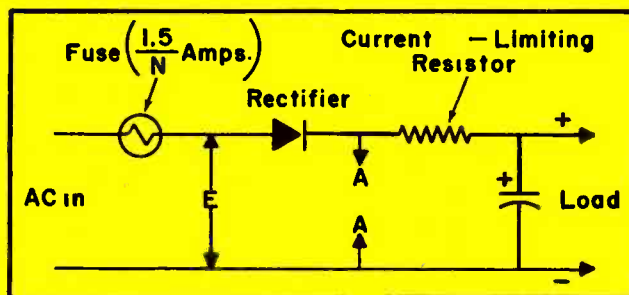 Fuse (1.5/N Amps.)
Current – Limiting
Resistor
Rectifier
+
AC in
E
A
A
+
Load
–